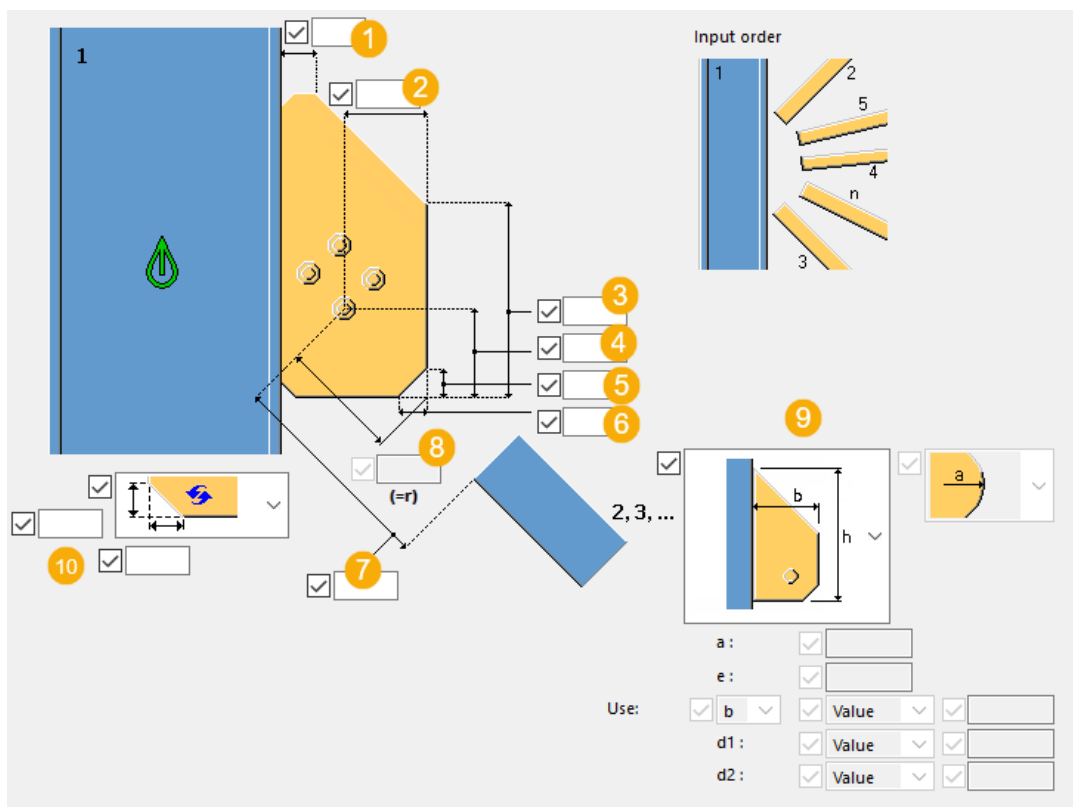 1
1
2
Input order
1
2
5
4
n
3
3
4
5
6
8
(=r)
7
2, 3, ...
9
b
h
a
10
a :
e :
Use:
b
Value
d1 :
Value
d2 :
Value